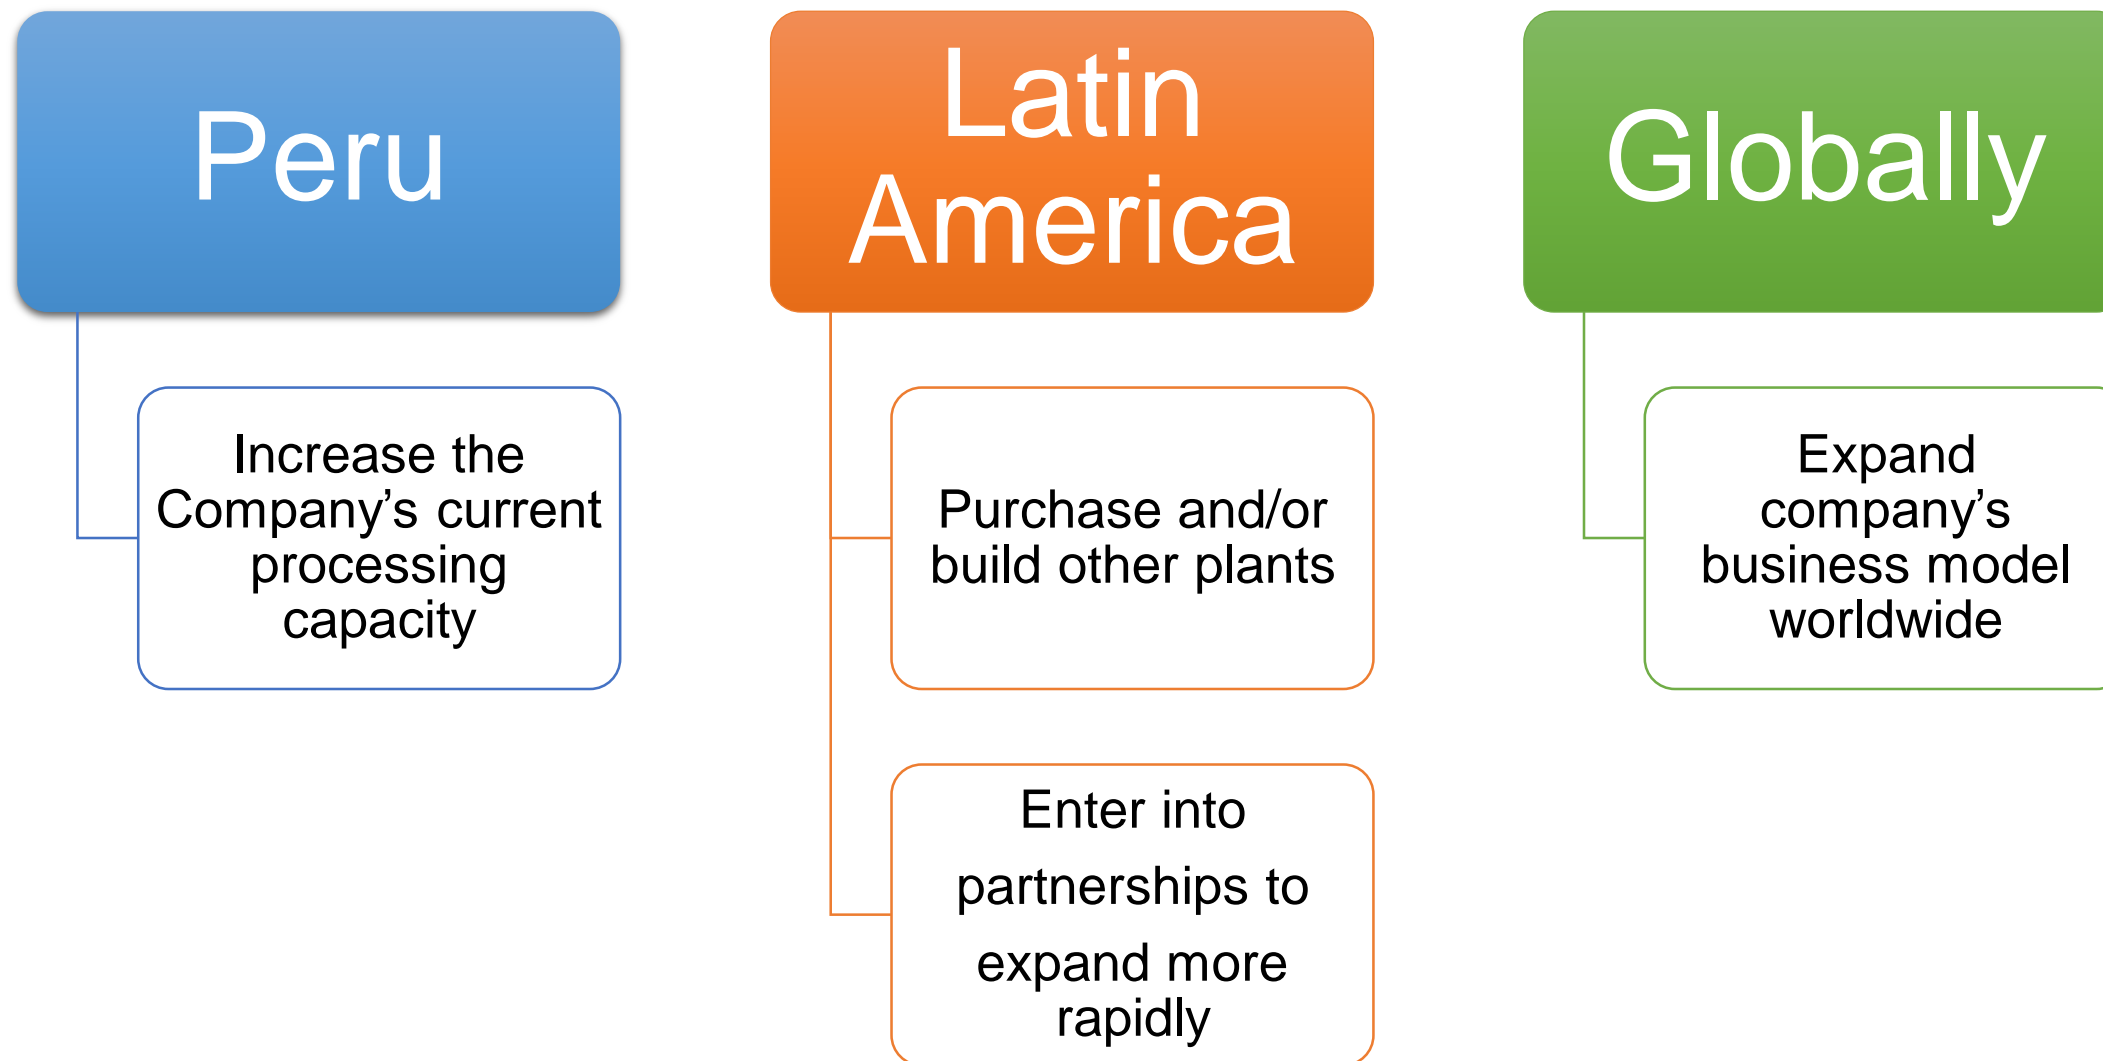 Peru
Increase the
Company’s current
processing
capacity
Latin
America
Purchase and/or
build other plants
Enter into
partnerships to
expand more
rapidly
Globally
Expand
company’s
business model
worldwide